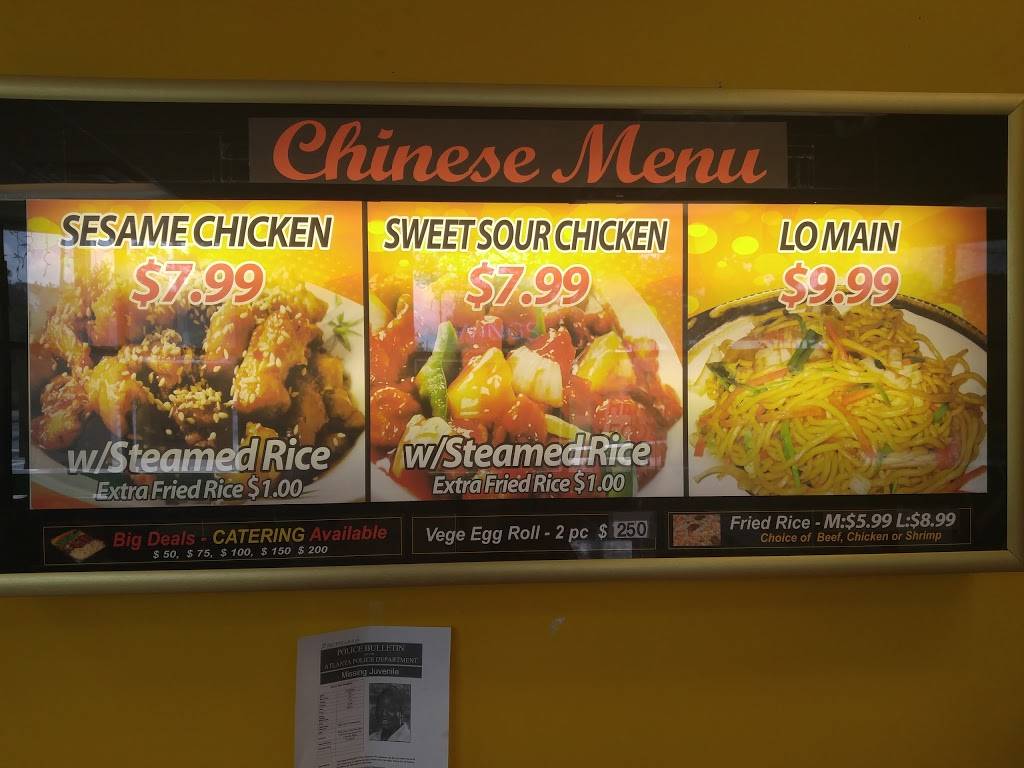 Chinese Menu
SESAME CHICKEN
$7.99
w/Steamed Rice
Extra Fried Rice $1.00
SWEET SOUR CHICKEN
$7.99
w/Steamed Rice
Extra Fried Rice $1.00
LO MAIN
$9.99
Big Deals - CATERING Available
$ 50, $ 75, $ 100, $ 150 $ 200
Vege Egg Roll - 2 pc $ 250
Fried Rice - M:$5.99 L:$8.99
Choice of Beef, Chicken or Shrimp
POLICE BULLETIN
ATLANTA POLICE DEPARTMENT
Missing Juvenile